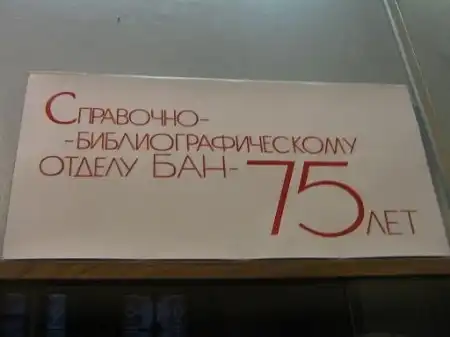 Справочно-
-библиографическому
отделу БАН-75 лет